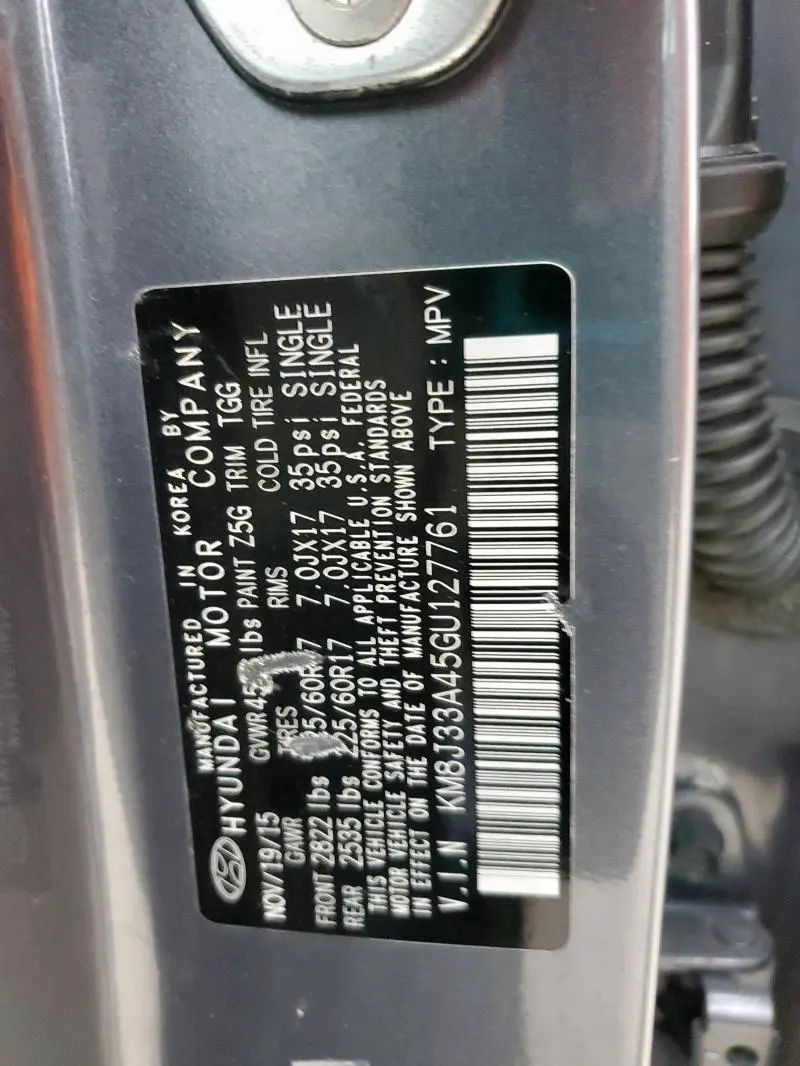 MANUFACTURED IN KOREA BY
HYUNDAI MOTOR COMPANY
NOV/19/15 lbs PAINT Z5G TRIM TGG
GAWR TIRES RIMS COLD TIRE INFL
FRONT 2822 lbs 7.0JX17 35psi SINGLE
REAR 2535 lbs 225/60R17 7.0JX17 35psi SINGLE
THIS VEHICLE CONFORMS TO ALL APPLICABLE U.S.A. FEDERAL
MOTOR VEHICLE SAFETY AND THEFT PREVENTION STANDARDS
IN EFFECT ON THE DATE OF MANUFACTURE SHOWN ABOVE
V.I.N KM8J33A45GU127761 TYPE : MPV